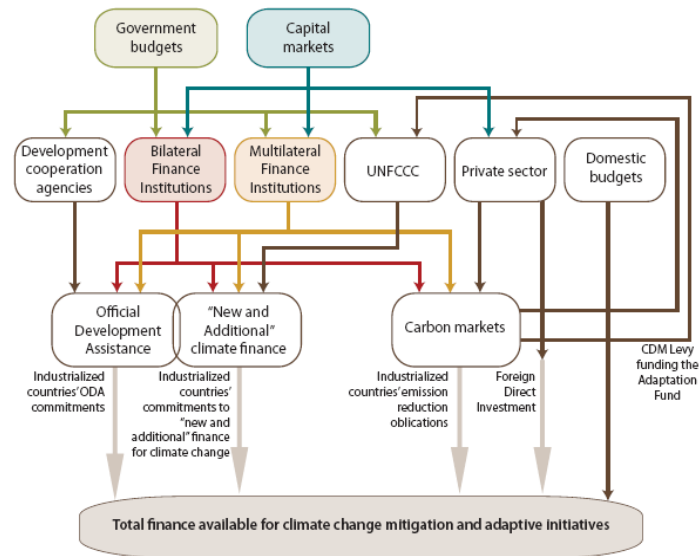 Government
budgets
Capital
markets
Development
cooperation
agencies
Bilateral
Finance
Institutions
Multilateral
Finance
Institutions
UNFCCC
Private sector
Domestic
budgets
Official
Development
Assistance
“New and
Additional”
climate finance
Carbon markets
CDM Levy
funding the
Adaptation
Fund
Industrialized
countries’ ODA
commitments
Industrialized
countries’
commitments to
“new and
additional” finance
for climate change
Industrialized
countries’ emission
reduction
oblications
Foreign
Direct
Investment
Total finance available for climate change mitigation and adaptive initiatives